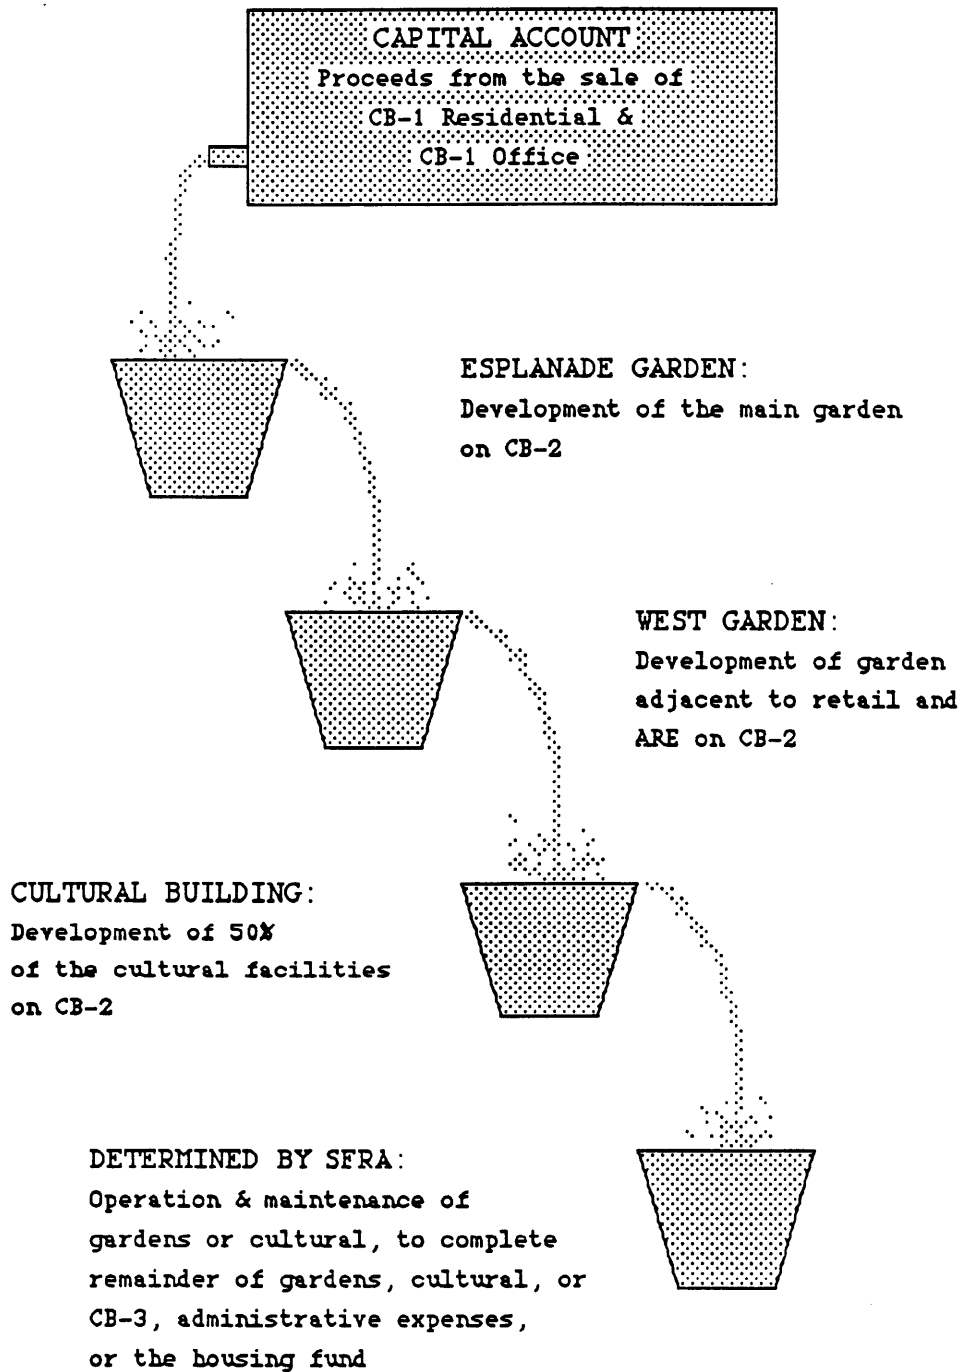 CAPITAL ACCOUNT
Proceeds from the sale of
CB-1 Residential &
CB-1 Office
ESPLANADE GARDEN:
Development of the main garden
on CB-2
WEST GARDEN:
Development of garden
adjacent to retail and
ARE on CB-2
CULTURAL BUILDING:
Development of 50%
of the cultural facilities
on CB-2
DETERMINED BY SFRA:
Operation & maintenance of
gardens or cultural, to complete
remainder of gardens, cultural, or
CB-3, administrative expenses,
or the housing fund